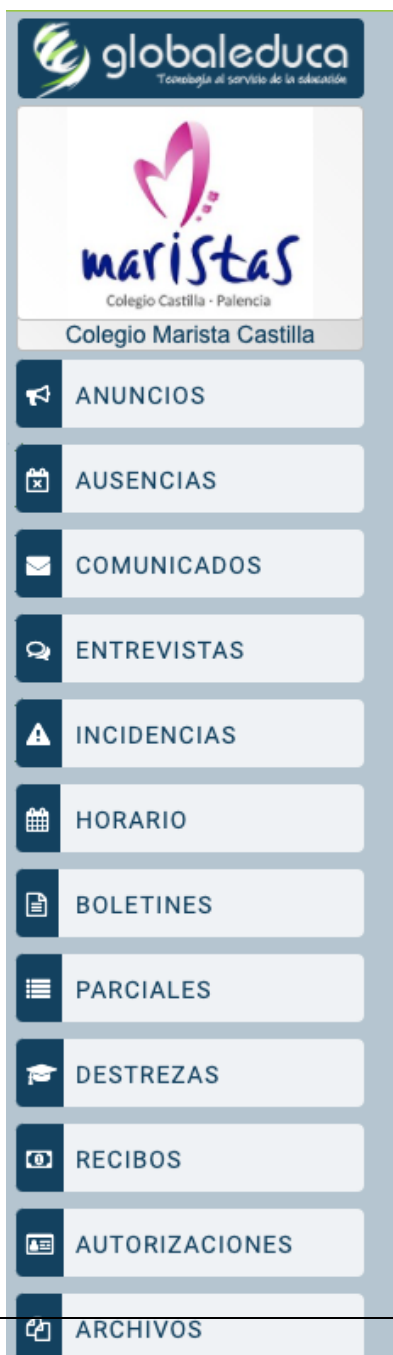 globaleduca
Tecnología al servicio de la educación
maristas
Colegio Castilla - Palencia
Colegio Marista Castilla
ANUNCIOS
AUSENCIAS
COMUNICADOS
ENTREVISTAS
INCIDENCIAS
HORARIO
BOLETINES
PARCIALES
DESTREZAS
RECIBOS
AUTORIZACIONES
ARCHIVOS